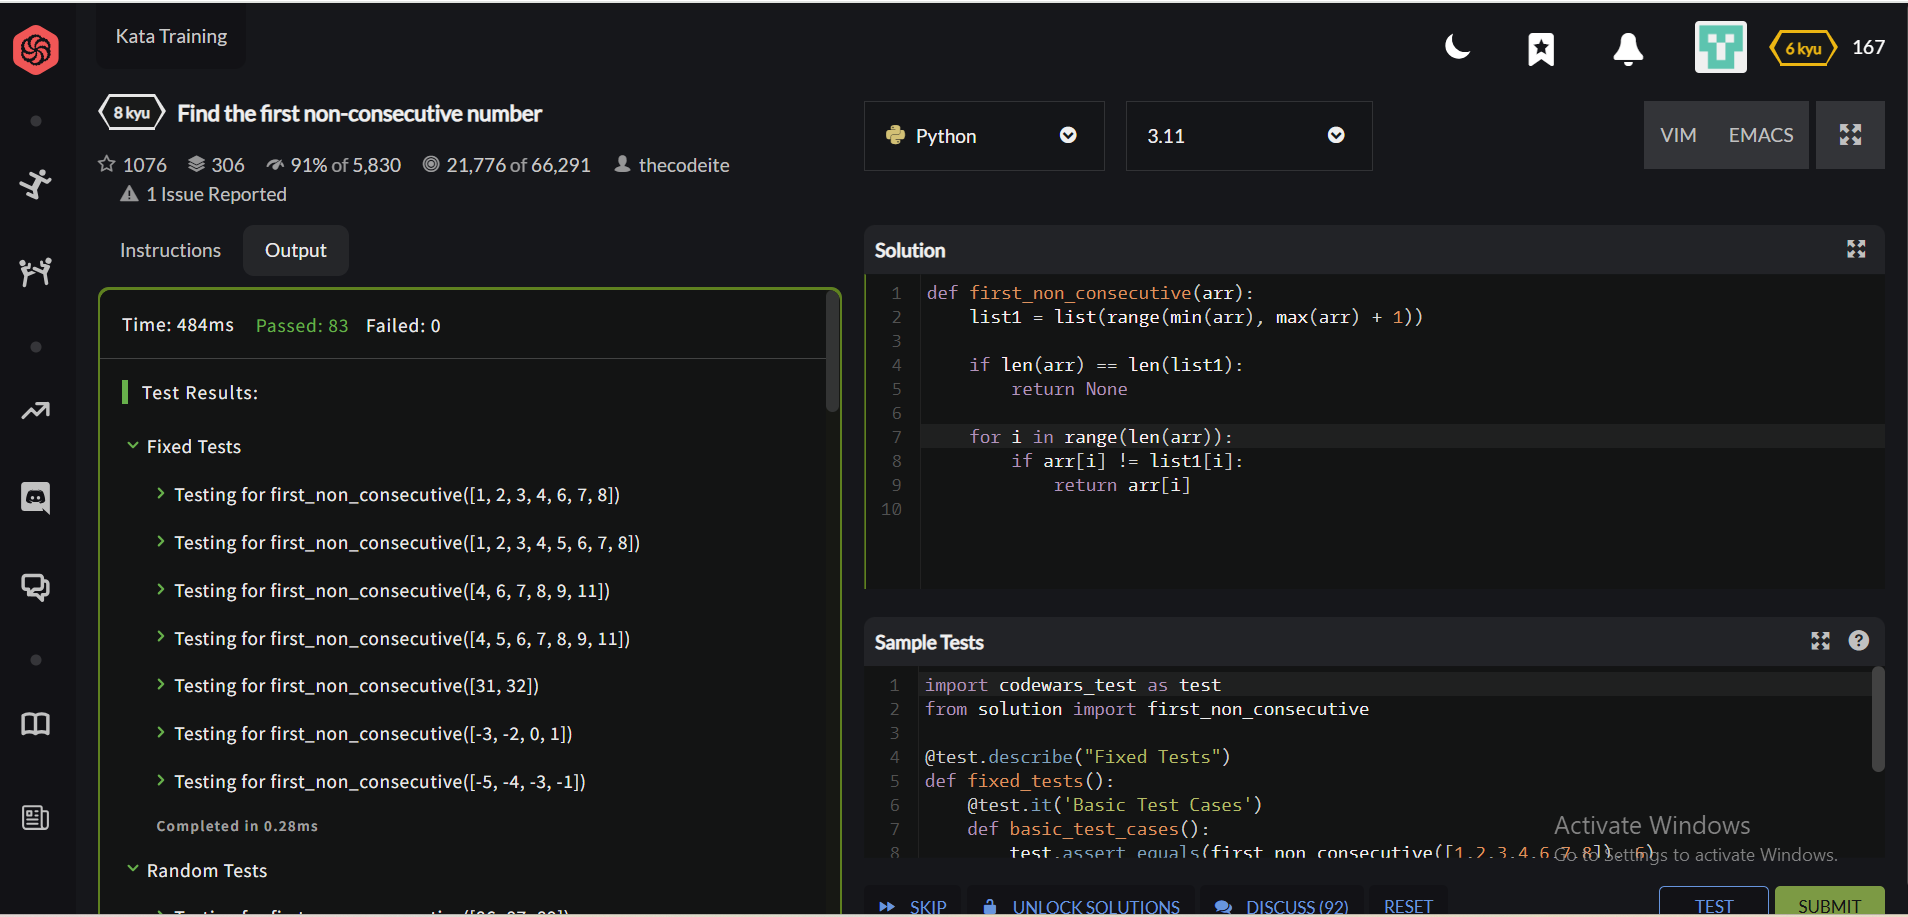 Kata Training
6 kyu 167
8 kyu Find the first non-consecutive number
1076 306 91% of 5,830 21,776 of 66,291 thecodeite
1 Issue Reported
Instructions Output
Time: 484ms Passed: 83 Failed: 0
Test Results:
Fixed Tests
Testing for first_non_consecutive([1, 2, 3, 4, 6, 7, 8])
Testing for first_non_consecutive([1, 2, 3, 4, 5, 6, 7, 8])
Testing for first_non_consecutive([4, 6, 7, 8, 9, 11])
Testing for first_non_consecutive([4, 5, 6, 7, 8, 9, 11])
Testing for first_non_consecutive([31, 32])
Testing for first_non_consecutive([-3, -2, 0, 1])
Testing for first_non_consecutive([-5, -4, -3, -1])
Completed in 0.28ms
Random Tests
Python 3.11 VIM EMACS
Solution
1 def first_non_consecutive(arr):
2 list1 = list(range(min(arr), max(arr) + 1))
3
4 if len(arr) == len(list1):
5 return None
6
7 for i in range(len(arr)):
8 if arr[i] != list1[i]:
9 return arr[i]
10
Sample Tests
1 import codewars_test as test
2 from solution import first_non_consecutive
3
4 @test.describe("Fixed Tests")
5 def fixed_tests():
6 @test.it('Basic Test Cases')
7 def basic_test_cases():
8 test.assert_equals(first_non_consecutive([1,2,3,4,6,7,8]), 6)
Activate Windows
Go to Settings to activate Windows.
SKIP UNLOCK SOLUTIONS DISCUSS (92) RESET TEST SUBMIT